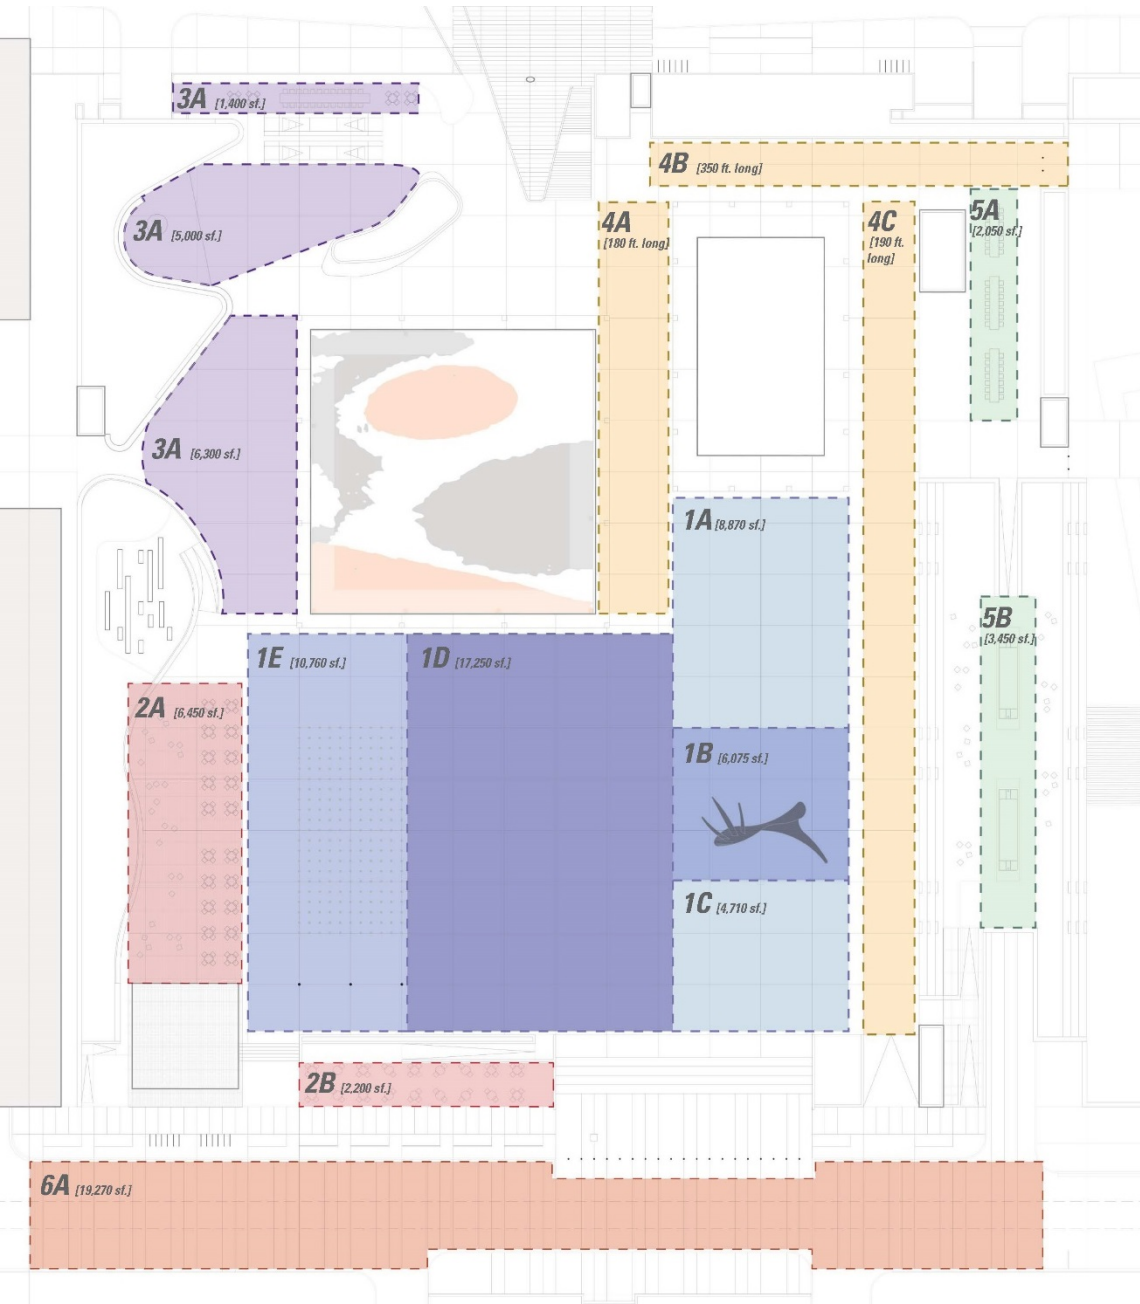 3A [1,400 sf.]
4B [350 ft. long]
3A [5,000 sf.]
4A
[180 ft. long]
4C
[190 ft.
long]
5A
[2,050 sf.]
3A [6,300 sf.]
1A [8,870 sf.]
5B
[3,450 sf.]
1E [10,760 sf.]
1D [17,250 sf.]
2A [6,450 sf.]
1B [6,075 sf.]
1C [4,710 sf.]
2B [2,200 sf.]
6A [19,270 sf.]